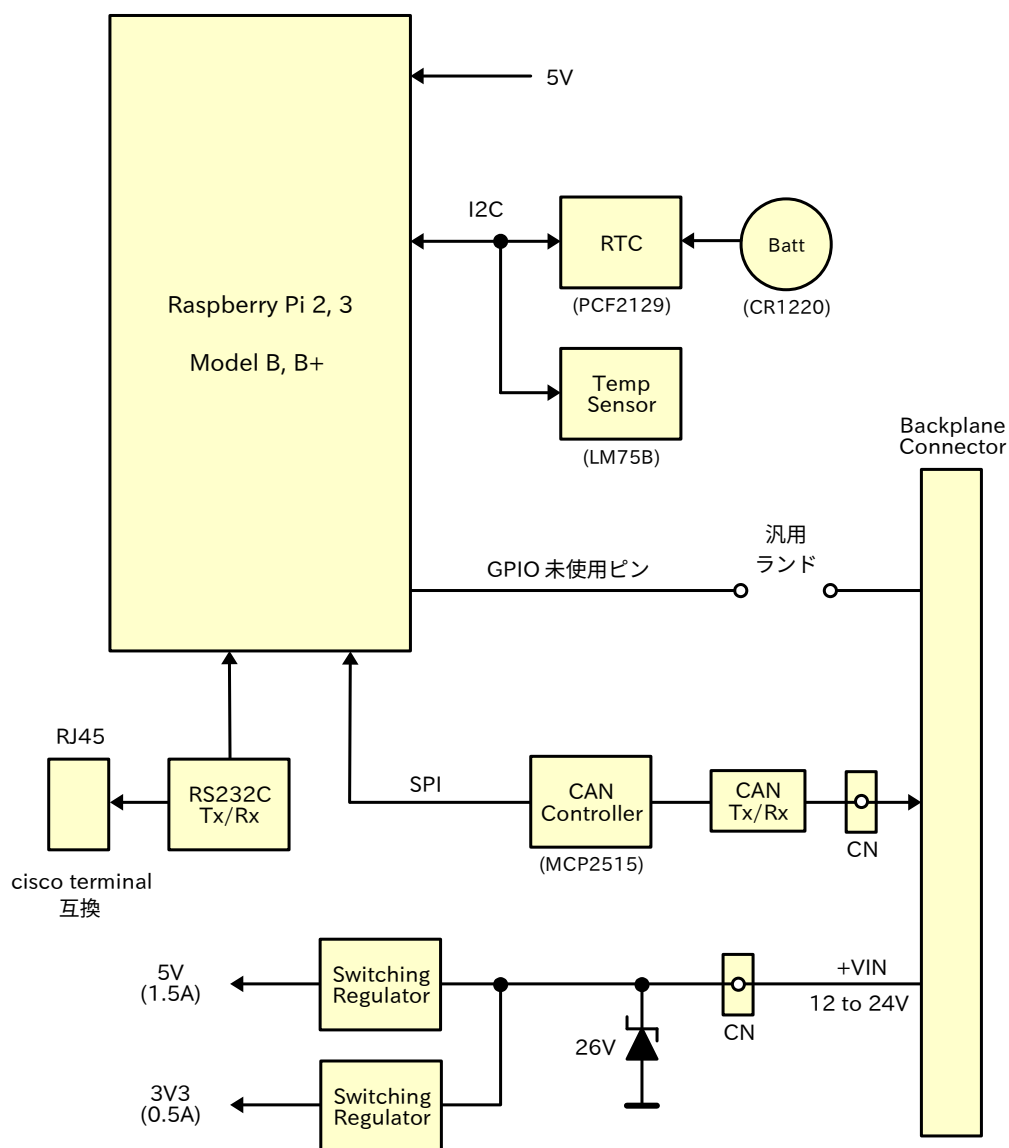 5V
I2C
RTC
Batt
(PCF2129)
(CR1220)
Raspberry Pi 2, 3
Model B, B+
Temp
Sensor
(LM75B)
Backplane
Connector
汎用
ランド
GPIO 未使用ピン
RJ45
RS232C
Tx/Rx
cisco terminal
互換
SPI
CAN
Controller
(MCP2515)
CAN
Tx/Rx
CN
5V
(1.5A)
Switching
Regulator
+VIN
12 to 24V
CN
26V
3V3
(0.5A)
Switching
Regulator